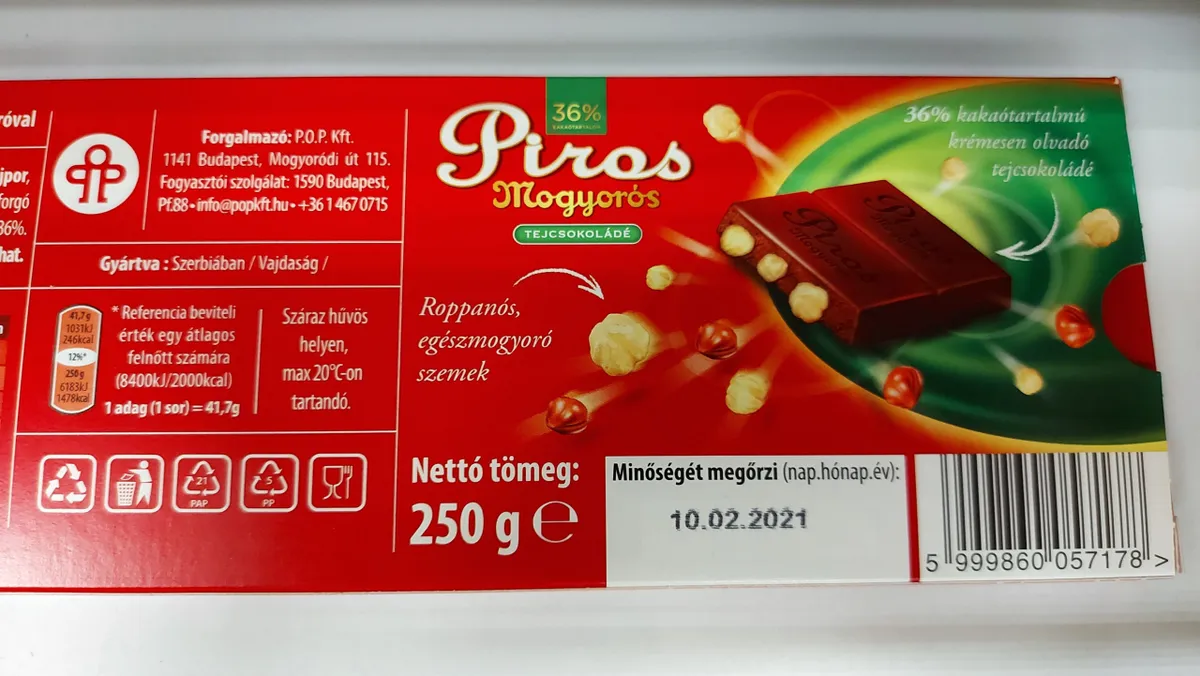 róval
jpor,
forgó
36%.
hat.
Forgalmazó: P.O.P. Kft.
1141 Budapest, Mogyoródi út 115.
Fogyasztói szolgálat: 1590 Budapest,
Pf.88 • info@popkft.hu • +36 1 467 0715
Gyártva : Szerbiában / Vajdaság /
41,7g
1031kJ
246kcal
12%*
250g
6183kJ
1478kcal
* Referencia beviteli
érték egy átlagos
felnőtt számára
(8400kJ/2000kcal)
1 adag (1 sor) = 41,7g
Száraz hűvös
helyen,
max 20°C-on
tartandó.
21
PAP
5
PP
36%
KAKAÓTARTALOM
Piros
Mogyorós
TEJCSOKOLÁDÉ
Roppanós,
egészmogyoró
szemek
36% kakaótartalmú
krémesen olvadó
tejcsokoládé
Piros
Mogyorós
Piros
Nettó tömeg:
250 g ℮
Minőségét megőrzi (nap.hónap.év):
10.02.2021
5 999860 057178 >